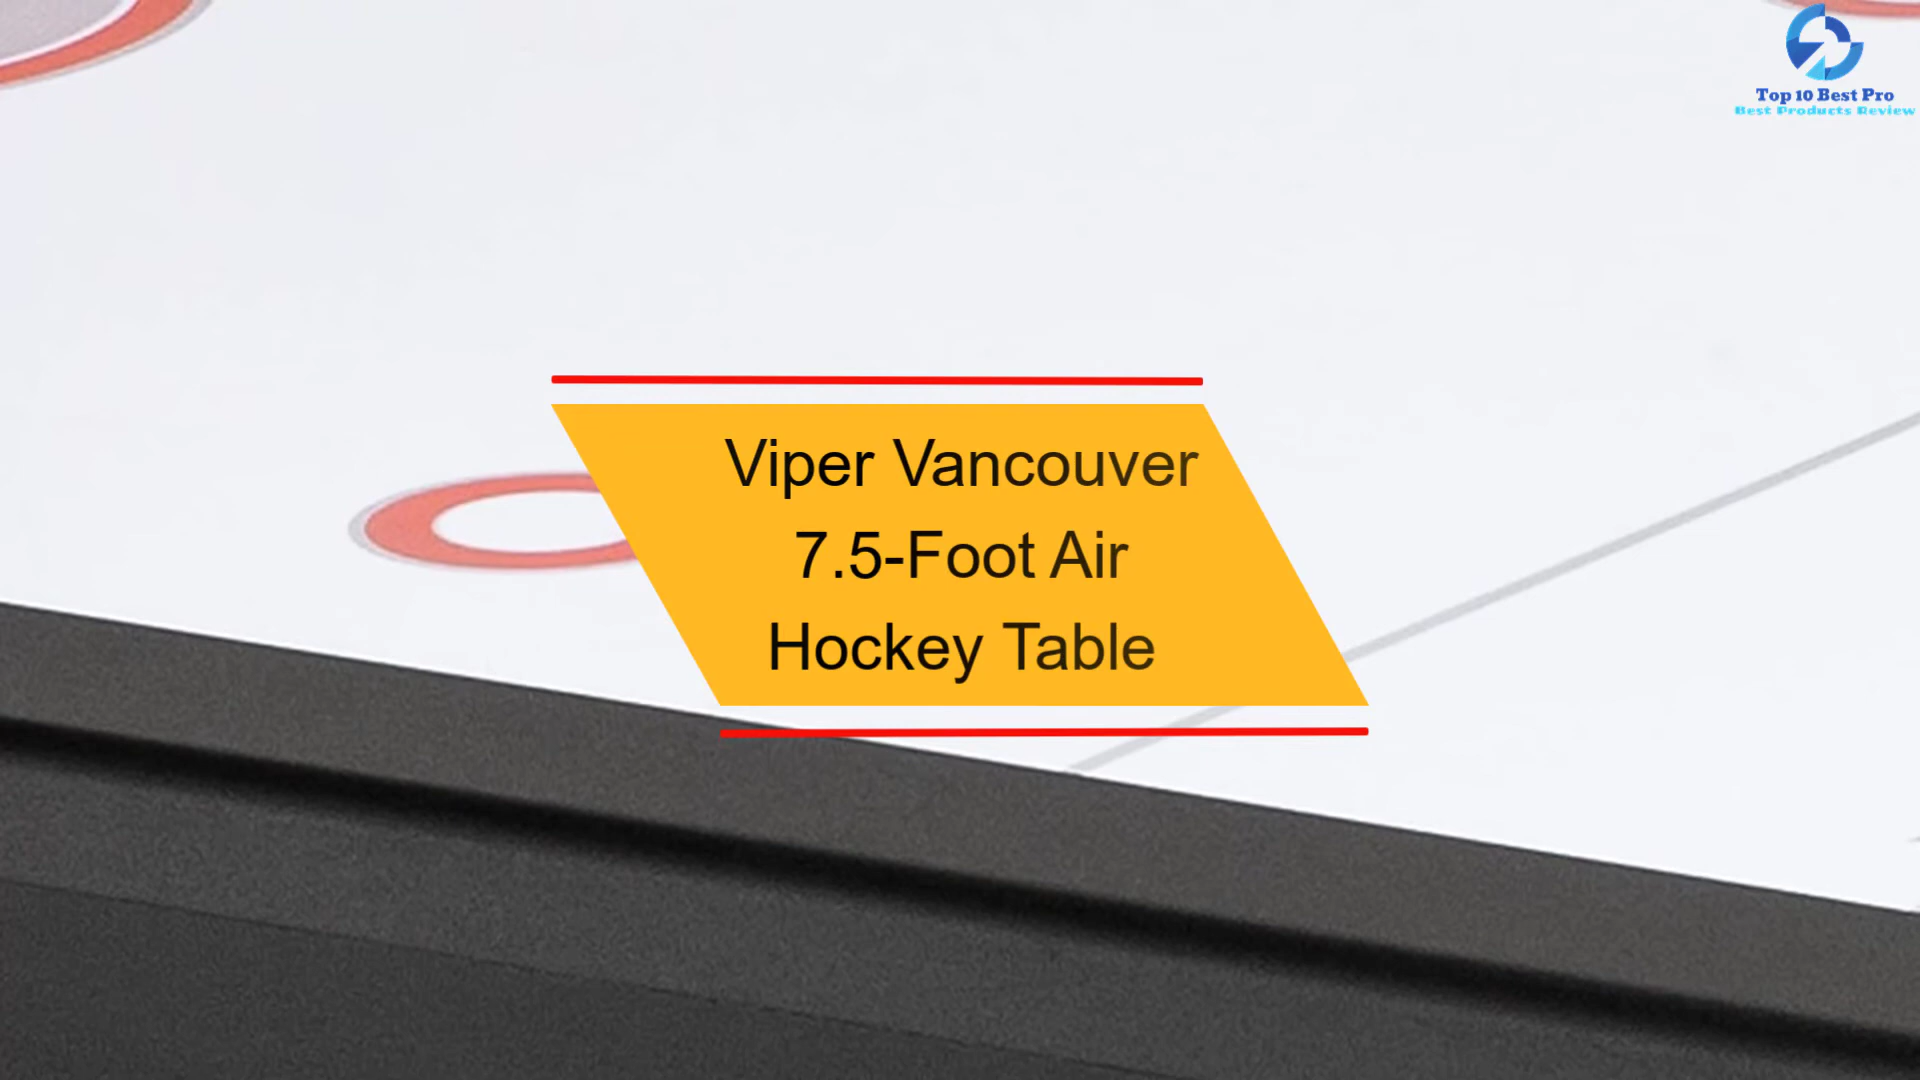 Top 10 Best Pro
Best Products Review
Viper Vancouver
7.5-Foot Air
Hockey Table